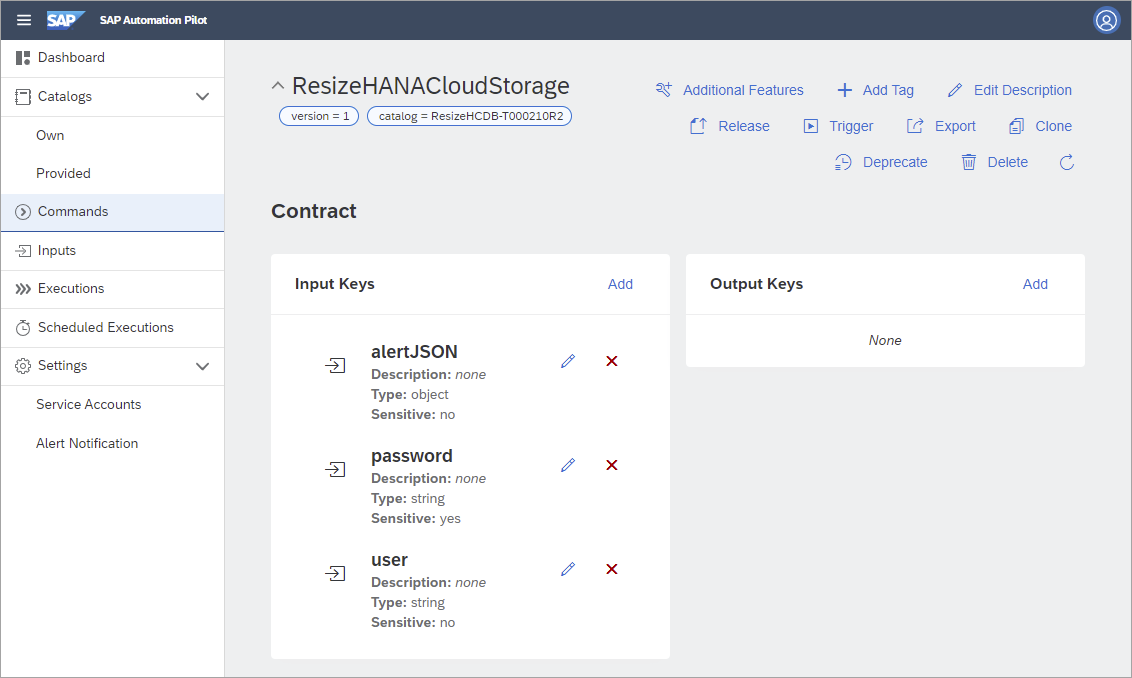 SAP SAP Automation Pilot
Dashboard
Catalogs
Own
Provided
Commands
Inputs
Executions
Scheduled Executions
Settings
Service Accounts
Alert Notification
ResizeHANACloudStorage
version = 1 catalog = ResizeHCDB-T000210R2
Additional Features Add Tag Edit Description
Release Trigger Export Clone
Deprecate Delete
Contract
Input Keys Add
alertJSON
Description: none
Type: object
Sensitive: no
password
Description: none
Type: string
Sensitive: yes
user
Description: none
Type: string
Sensitive: no
Output Keys Add
None